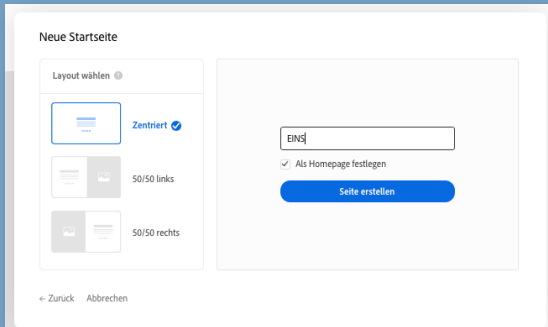 Neue Startseite
Layout wählen ?
Zentriert
50/50 links
50/50 rechts
EINS
Als Homepage festlegen
Seite erstellen
← Zurück Abbrechen